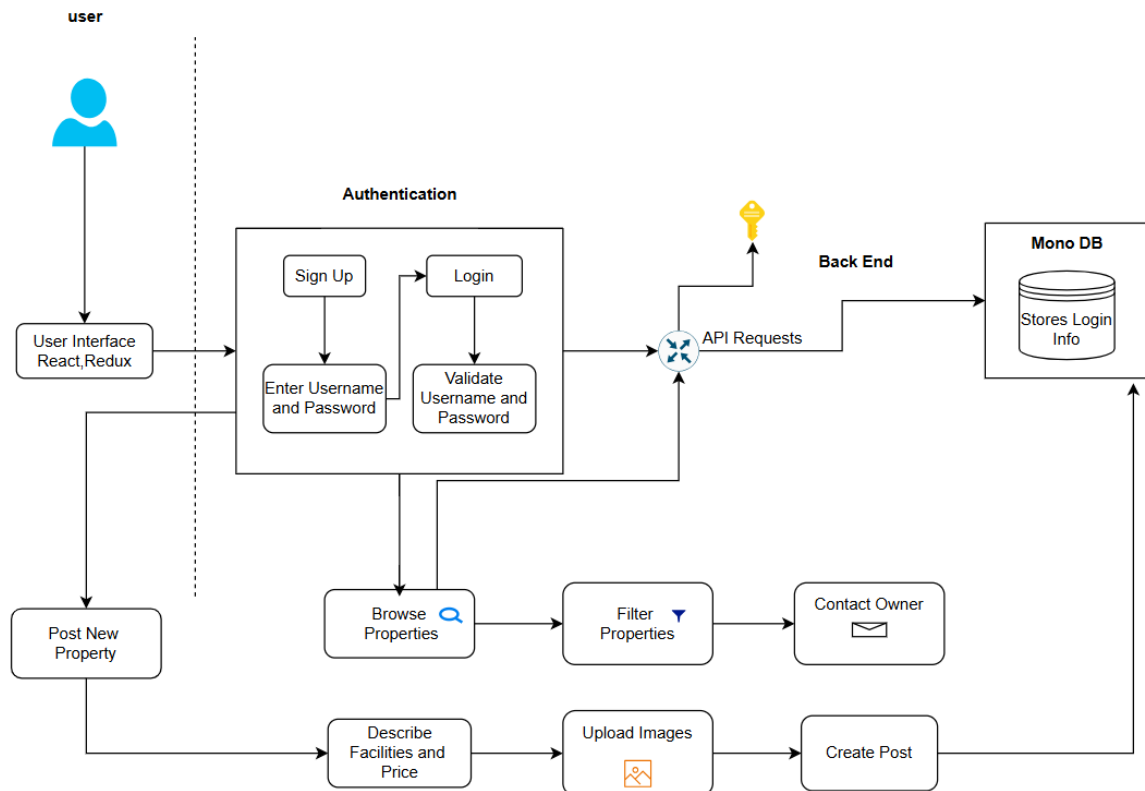 user
Authentication
Sign Up
Login
Enter Username
and Password
Validate
Username and
Password
User Interface
React,Redux
API Requests
Back End
Mono DB
Stores Login
Info
Post New
Property
Browse
Properties
Filter
Properties
Contact Owner
Describe
Facilities and
Price
Upload Images
Create Post